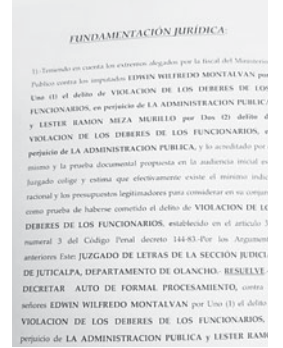 FUNDAMENTACIÓN JURÍDICA:
1).-Tomando en cuenta los extremos alegados por la fiscal del Ministerio
Publico contra los imputados EDWIN WILFREDO MONTALVAN por
Uno (1) el delito de VIOLACION DE LOS DEBERES DE LOS
FUNCIONARIOS, en perjuicio de LA ADMINISTRACION PUBLICA
y LESTER RAMON MEZA MURILLO por Dos (2) delito d
VIOLACION DE LOS DEBERES DE LOS FUNCIONARIOS, e
perjuicio de LA ADMINISTRACION PUBLICA, y lo acreditado por
mismo y la prueba documental propuesta en la audiencia inicial es
Juzgado colige y estima que efectivamente existe el minimo indic
racional y los presupuestos legitimadores para considerar en su conjun
como prueba de haberse cometido el delito de VIOLACION DE LO
DEBERES DE LOS FUNCIONARIOS, establecido en el articulo 3
numeral 3 del Código Penal decreto 144-83.-Por los Argument
anteriores Este: JUZGADO DE LETRAS DE LA SECCIÓN JUDICI
DE JUTICALPA, DEPARTAMENTO DE OLANCHO.- RESUELVE.-
DECRETAR AUTO DE FORMAL PROCESAMIENTO, contra
señores EDWIN WILFREDO MONTALVAN por Uno (1) el delito
VIOLACION DE LOS DEBERES DE LOS FUNCIONARIOS,
de LA ADMINISTRACION PUBLICA y LESTER RAMO